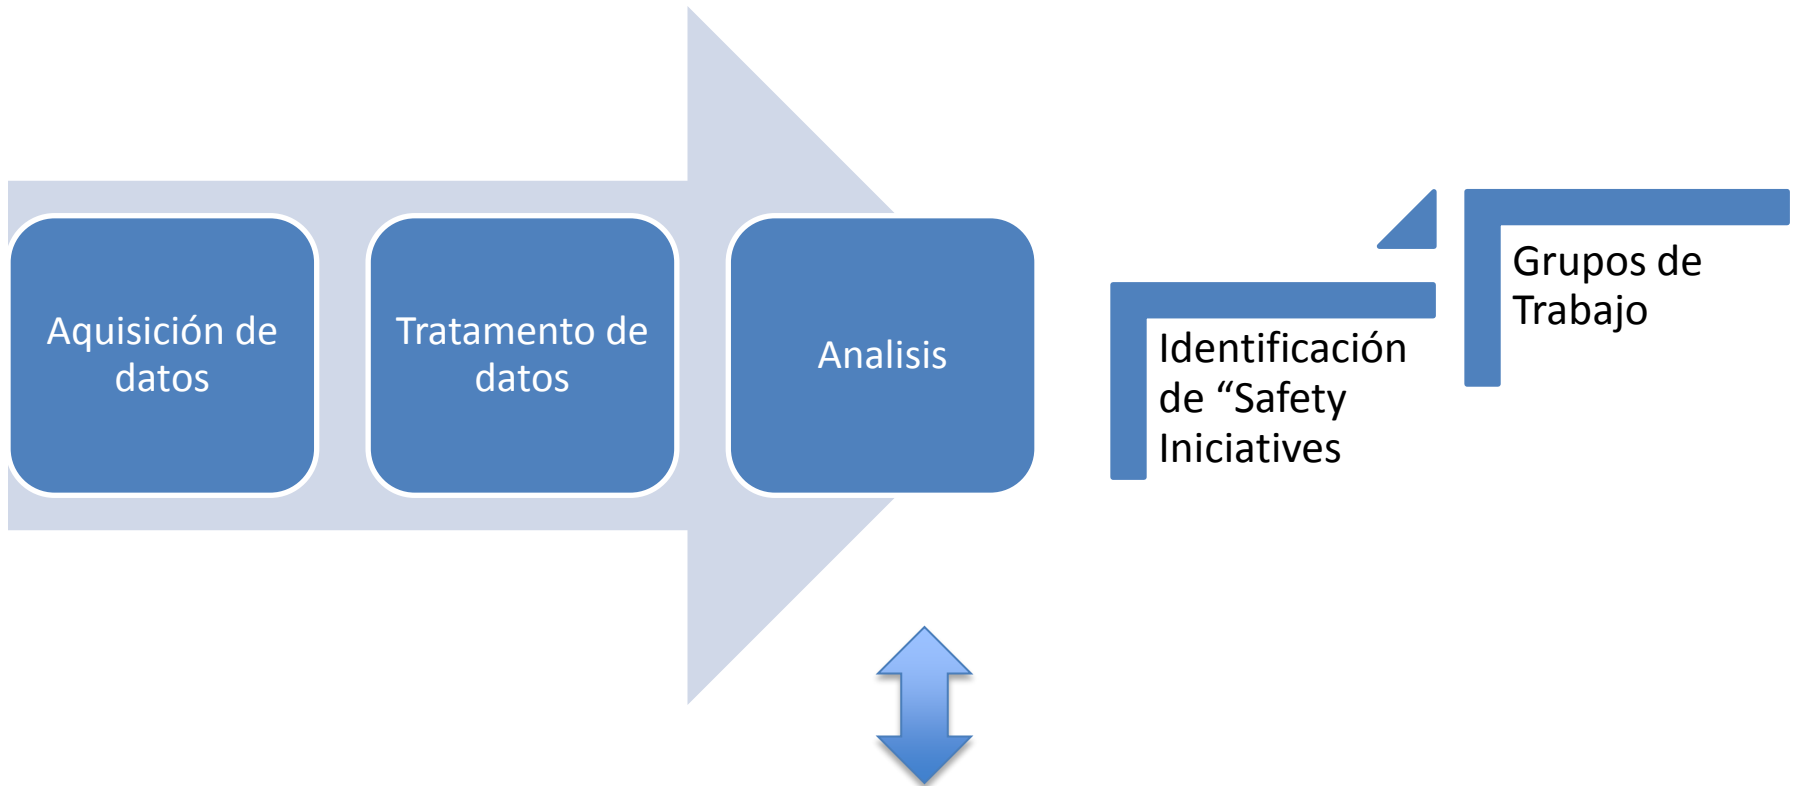 Aquisición de
datos
Tratamento de
datos
Analisis
Identificación
de “Safety
Iniciatives
Grupos de
Trabajo